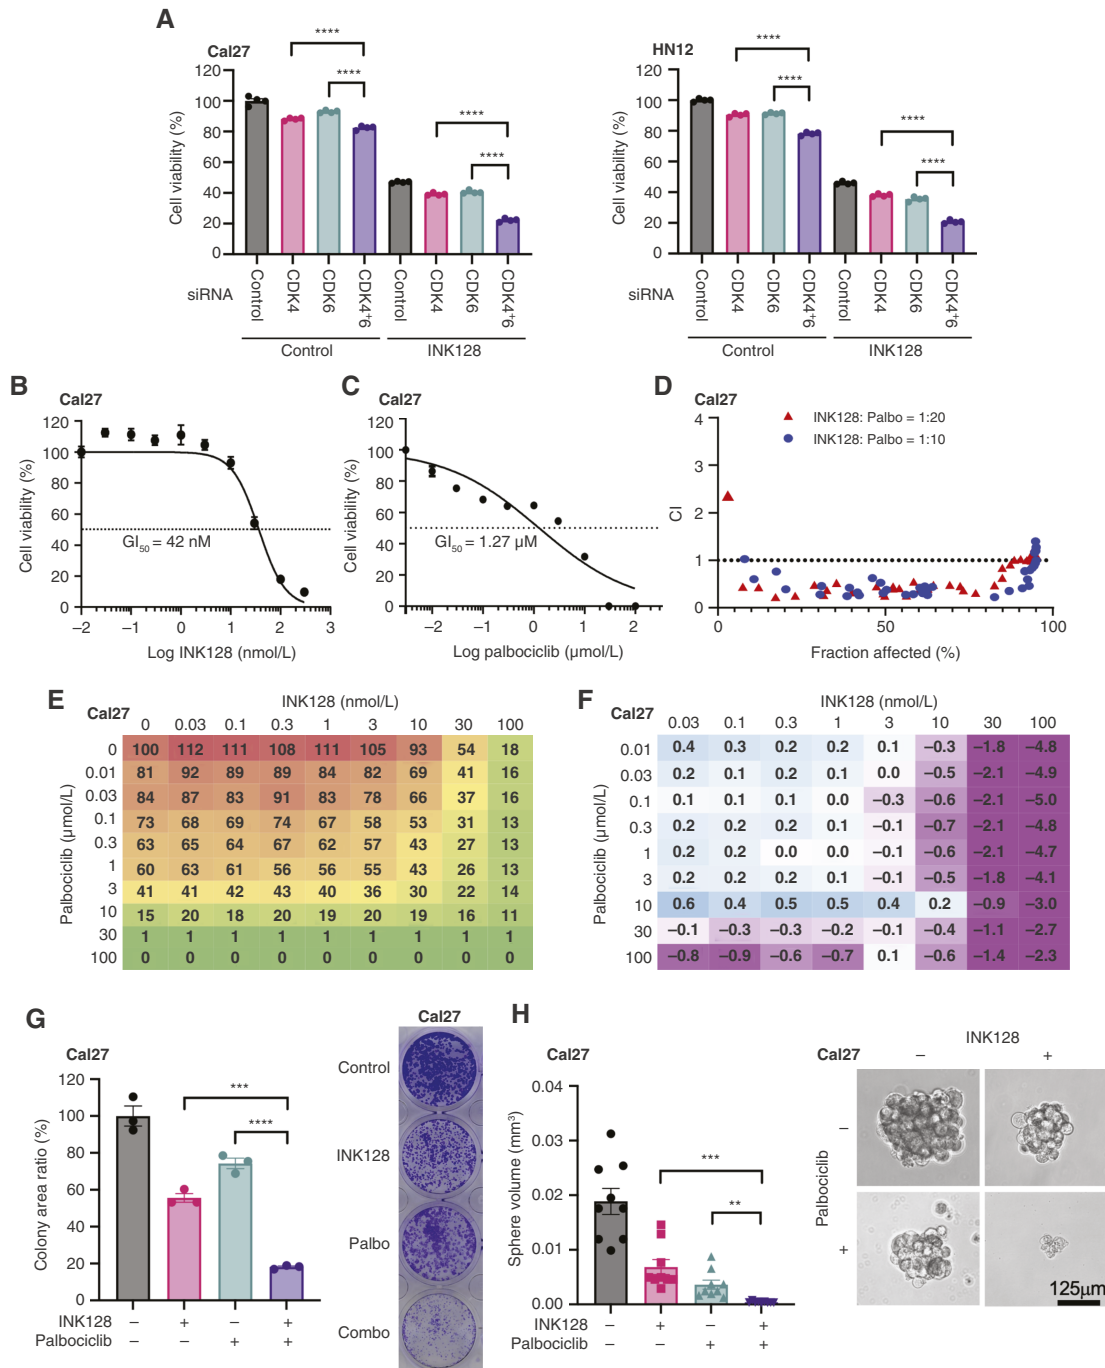 A
Cal27
HN12
**** **** **** ****
**** **** **** ****
Cell viability (%)
120
100
80
60
40
20
0
Cell viability (%)
120
100
80
60
40
20
0
siRNA
Control CDK4 CDK6 CDK4+6 Control CDK4 CDK6 CDK4+6
Control CDK4 CDK6 CDK4+6 Control CDK4 CDK6 CDK4+6
Control INK128
Control INK128
B
Cal27
Cell viability (%)
120
100
80
60
40
20
0
GI50 = 42 nM
−2 −1 0 1 2 3
Log INK128 (nmol/L)
C
Cal27
Cell viability (%)
120
100
80
60
40
20
0
GI50 = 1.27 μM
−2 −1 0 1 2
Log palbociclib (μmol/L)
D
Cal27
INK128: Palbo = 1:20
INK128: Palbo = 1:10
CI
4
3
2
1
0
0 50 100
Fraction affected (%)
E
Cal27
INK128 (nmol/L)
0 0.03 0.1 0.3 1 3 10 30 100
Palbociclib (μmol/L)
0 100 112 111 108 111 105 93 54 18
0.01 81 92 89 89 84 82 69 41 16
0.03 84 87 83 91 83 78 66 37 16
0.1 73 68 69 74 67 58 53 31 13
0.3 63 65 64 67 62 57 43 27 13
1 60 63 61 56 56 55 43 26 13
3 41 41 42 43 40 36 30 22 14
10 15 20 18 20 19 20 19 16 11
30 1 1 1 1 1 1 1 1 1
100 0 0 0 0 0 0 0 0 0
F
Cal27
INK128 (nmol/L)
0.03 0.1 0.3 1 3 10 30 100
Palbociclib (μmol/L)
0.01 0.4 0.3 0.2 0.2 0.1 −0.3 −1.8 −4.8
0.03 0.2 0.1 0.2 0.1 0.0 −0.5 −2.1 −4.9
0.1 0.1 0.1 0.1 0.0 −0.3 −0.6 −2.1 −5.0
0.3 0.2 0.2 0.2 0.1 −0.1 −0.7 −2.1 −4.8
1 0.2 0.2 0.0 0.0 −0.1 −0.6 −2.1 −4.7
3 0.2 0.2 0.2 0.1 −0.1 −0.5 −1.8 −4.1
10 0.6 0.4 0.5 0.5 0.4 0.2 −0.9 −3.0
30 −0.1 −0.3 −0.3 −0.2 −0.1 −0.4 −1.1 −2.7
100 −0.8 −0.9 −0.6 −0.7 0.1 −0.6 −1.4 −2.3
G
Cal27
Colony area ratio (%)
120
100
80
60
40
20
0
***
****
INK128 − + − +
Palbociclib − − + +
Cal27
Control
INK128
Palbo
Combo
H
Cal27
Sphere volume (mm3)
0.04
0.03
0.02
0.01
0.00
***
**
INK128 − + − +
Palbociclib − − + +
INK128
Cal27 − +
Palbociclib
−
+
125μm